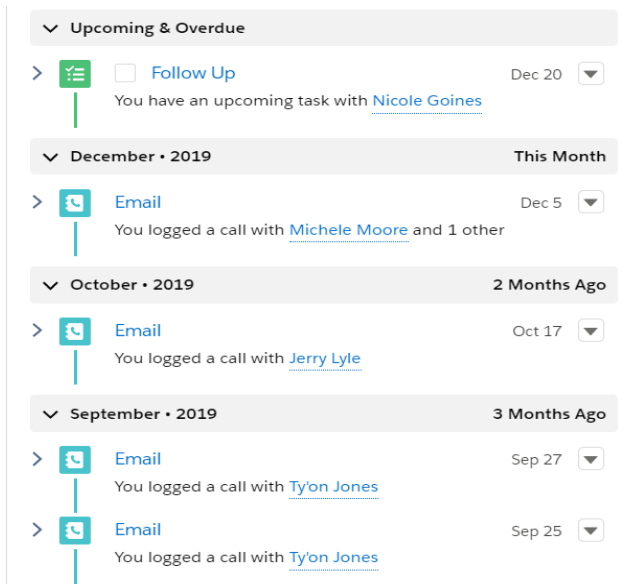 Upcoming & Overdue
Follow Up Dec 20
You have an upcoming task with Nicole Goines
December • 2019 This Month
Email Dec 5
You logged a call with Michele Moore and 1 other
October • 2019 2 Months Ago
Email Oct 17
You logged a call with Jerry Lyle
September • 2019 3 Months Ago
Email Sep 27
You logged a call with Ty'on Jones
Email Sep 25
You logged a call with Ty'on Jones